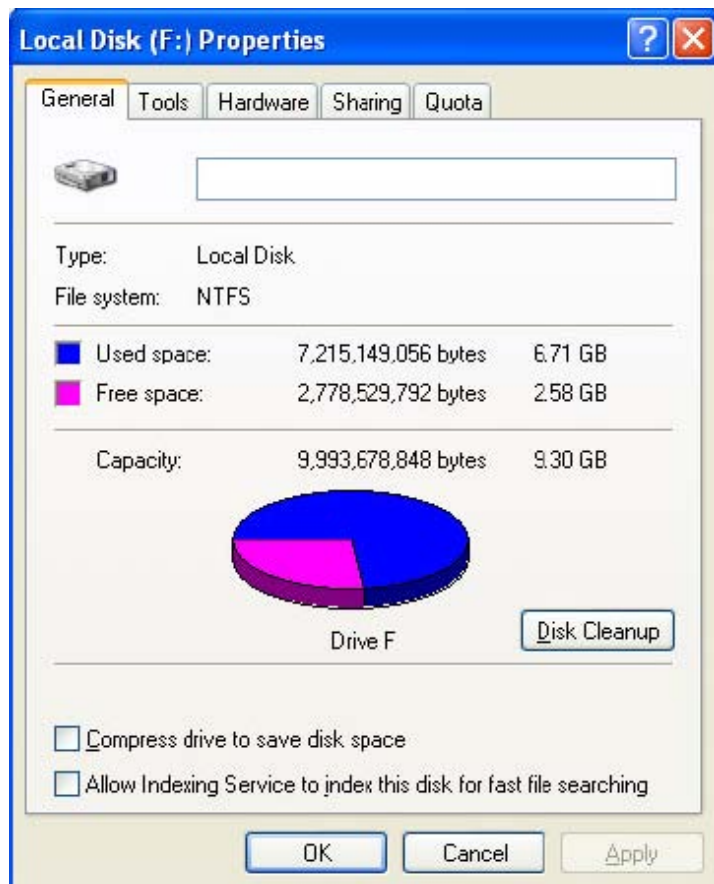 Local Disk (F:) Properties
General Tools Hardware Sharing Quota
Type: Local Disk
File system: NTFS
Used space: 7,215,149,056 bytes 6.71 GB
Free space: 2,778,529,792 bytes 2.58 GB
Capacity: 9,993,678,848 bytes 9.30 GB
Drive F
Disk Cleanup
Compress drive to save disk space
Allow Indexing Service to index this disk for fast file searching
OK Cancel Apply